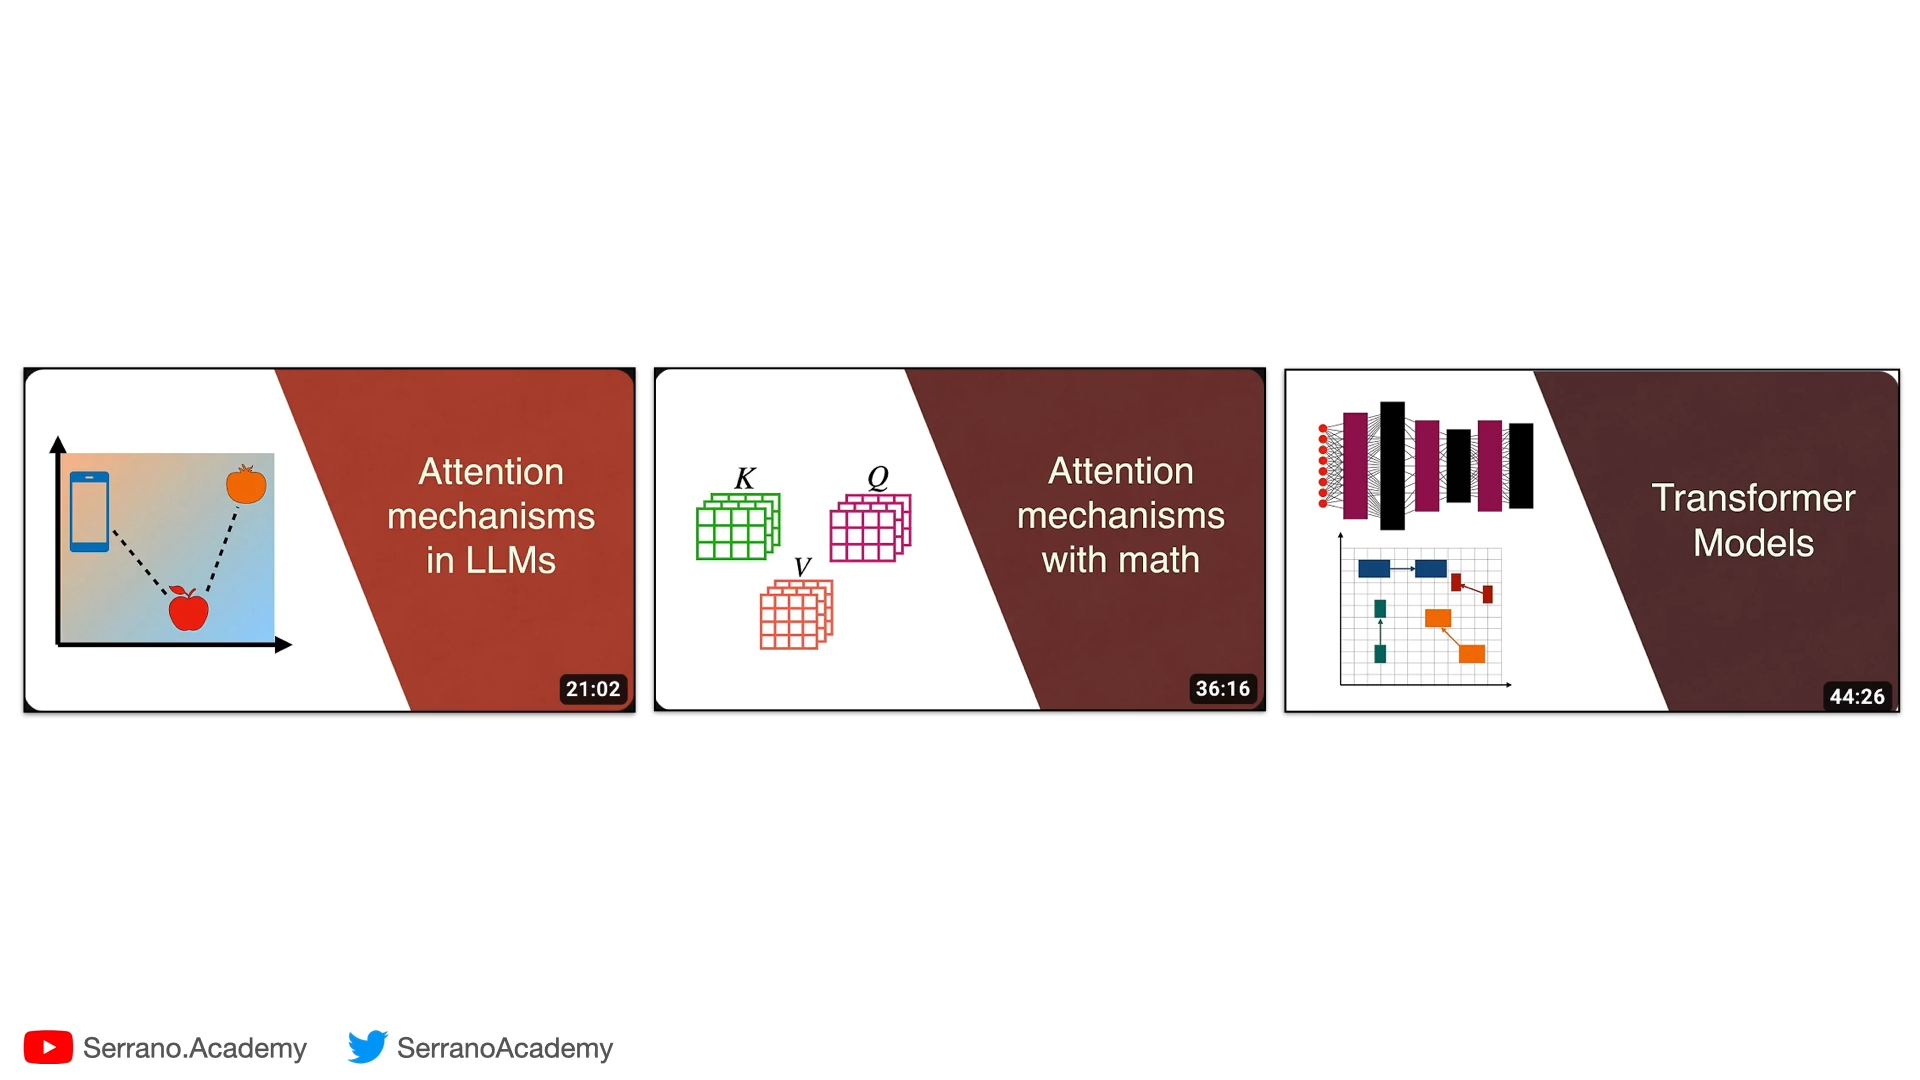 Attention
mechanisms
in LLMs
21:02
K
Q
V
Attention
mechanisms
with math
36:16
Transformer
Models
44:26
Serrano.Academy
SerranoAcademy